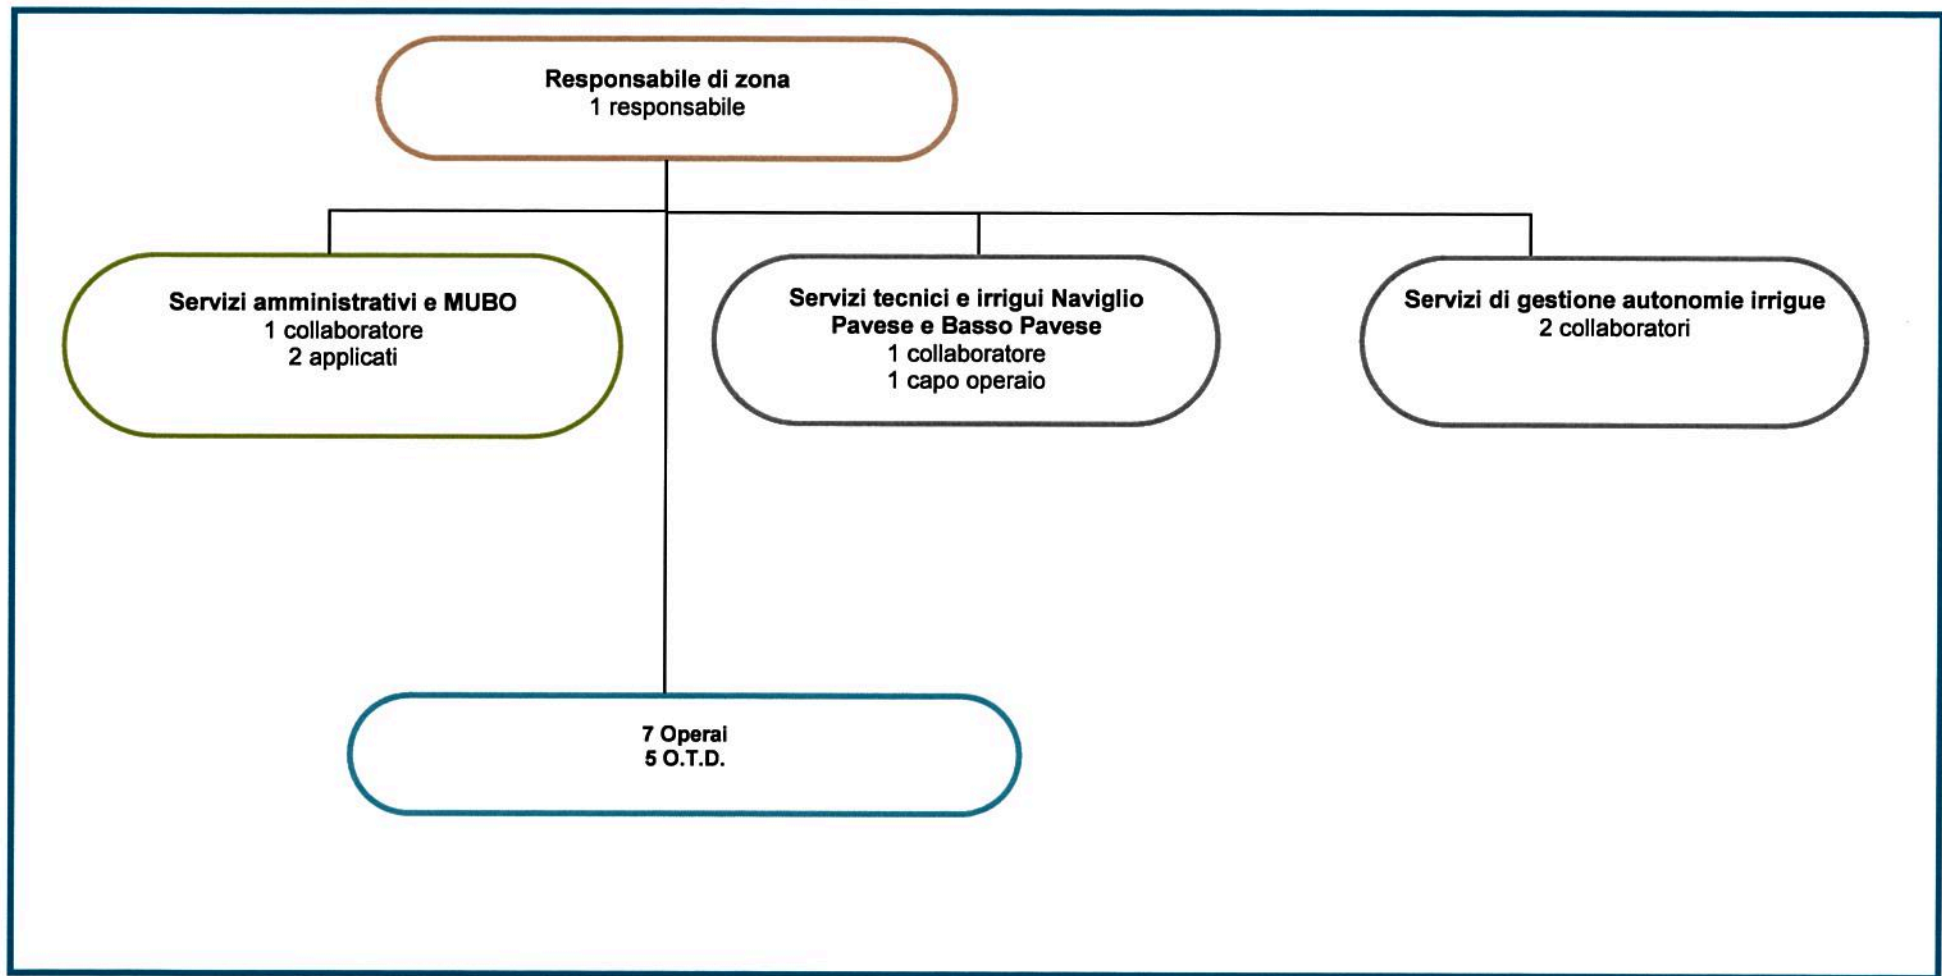 Responsabile di zona
1 responsabile
Servizi amministrativi e MUBO
1 collaboratore
2 applicati
Servizi tecnici e irrigui Naviglio
Pavese e Basso Pavese
1 collaboratore
1 capo operaio
Servizi di gestione autonomie irrigue
2 collaboratori
7 Operai
5 O.T.D.